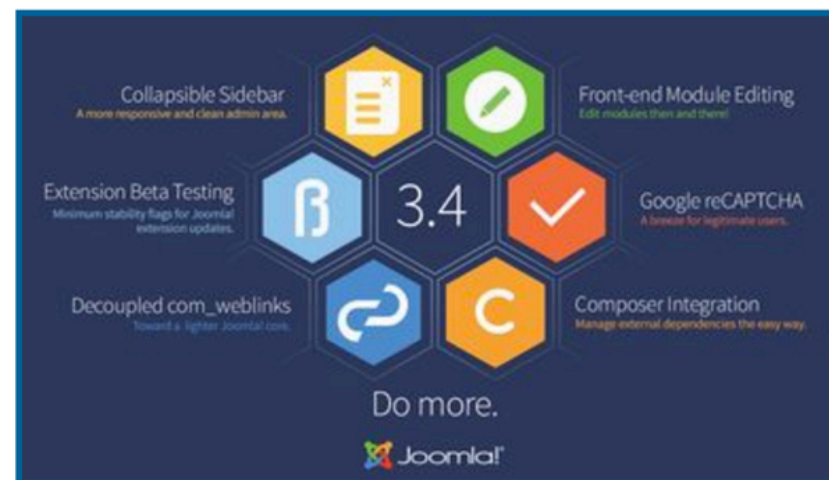 Collapsible Sidebar
A more responsive and clean admin area.
Front-end Module Editing
Edit modules then and there!
Extension Beta Testing
Minimum stability flags for Joomla!
extension updates.
β
3.4
Google reCAPTCHA
A breeze for legitimate users.
Decoupled com_weblinks
Toward a lighter Joomla! core.
C
Composer Integration
Manage external dependencies the easy way.
Do more.
Joomla!®